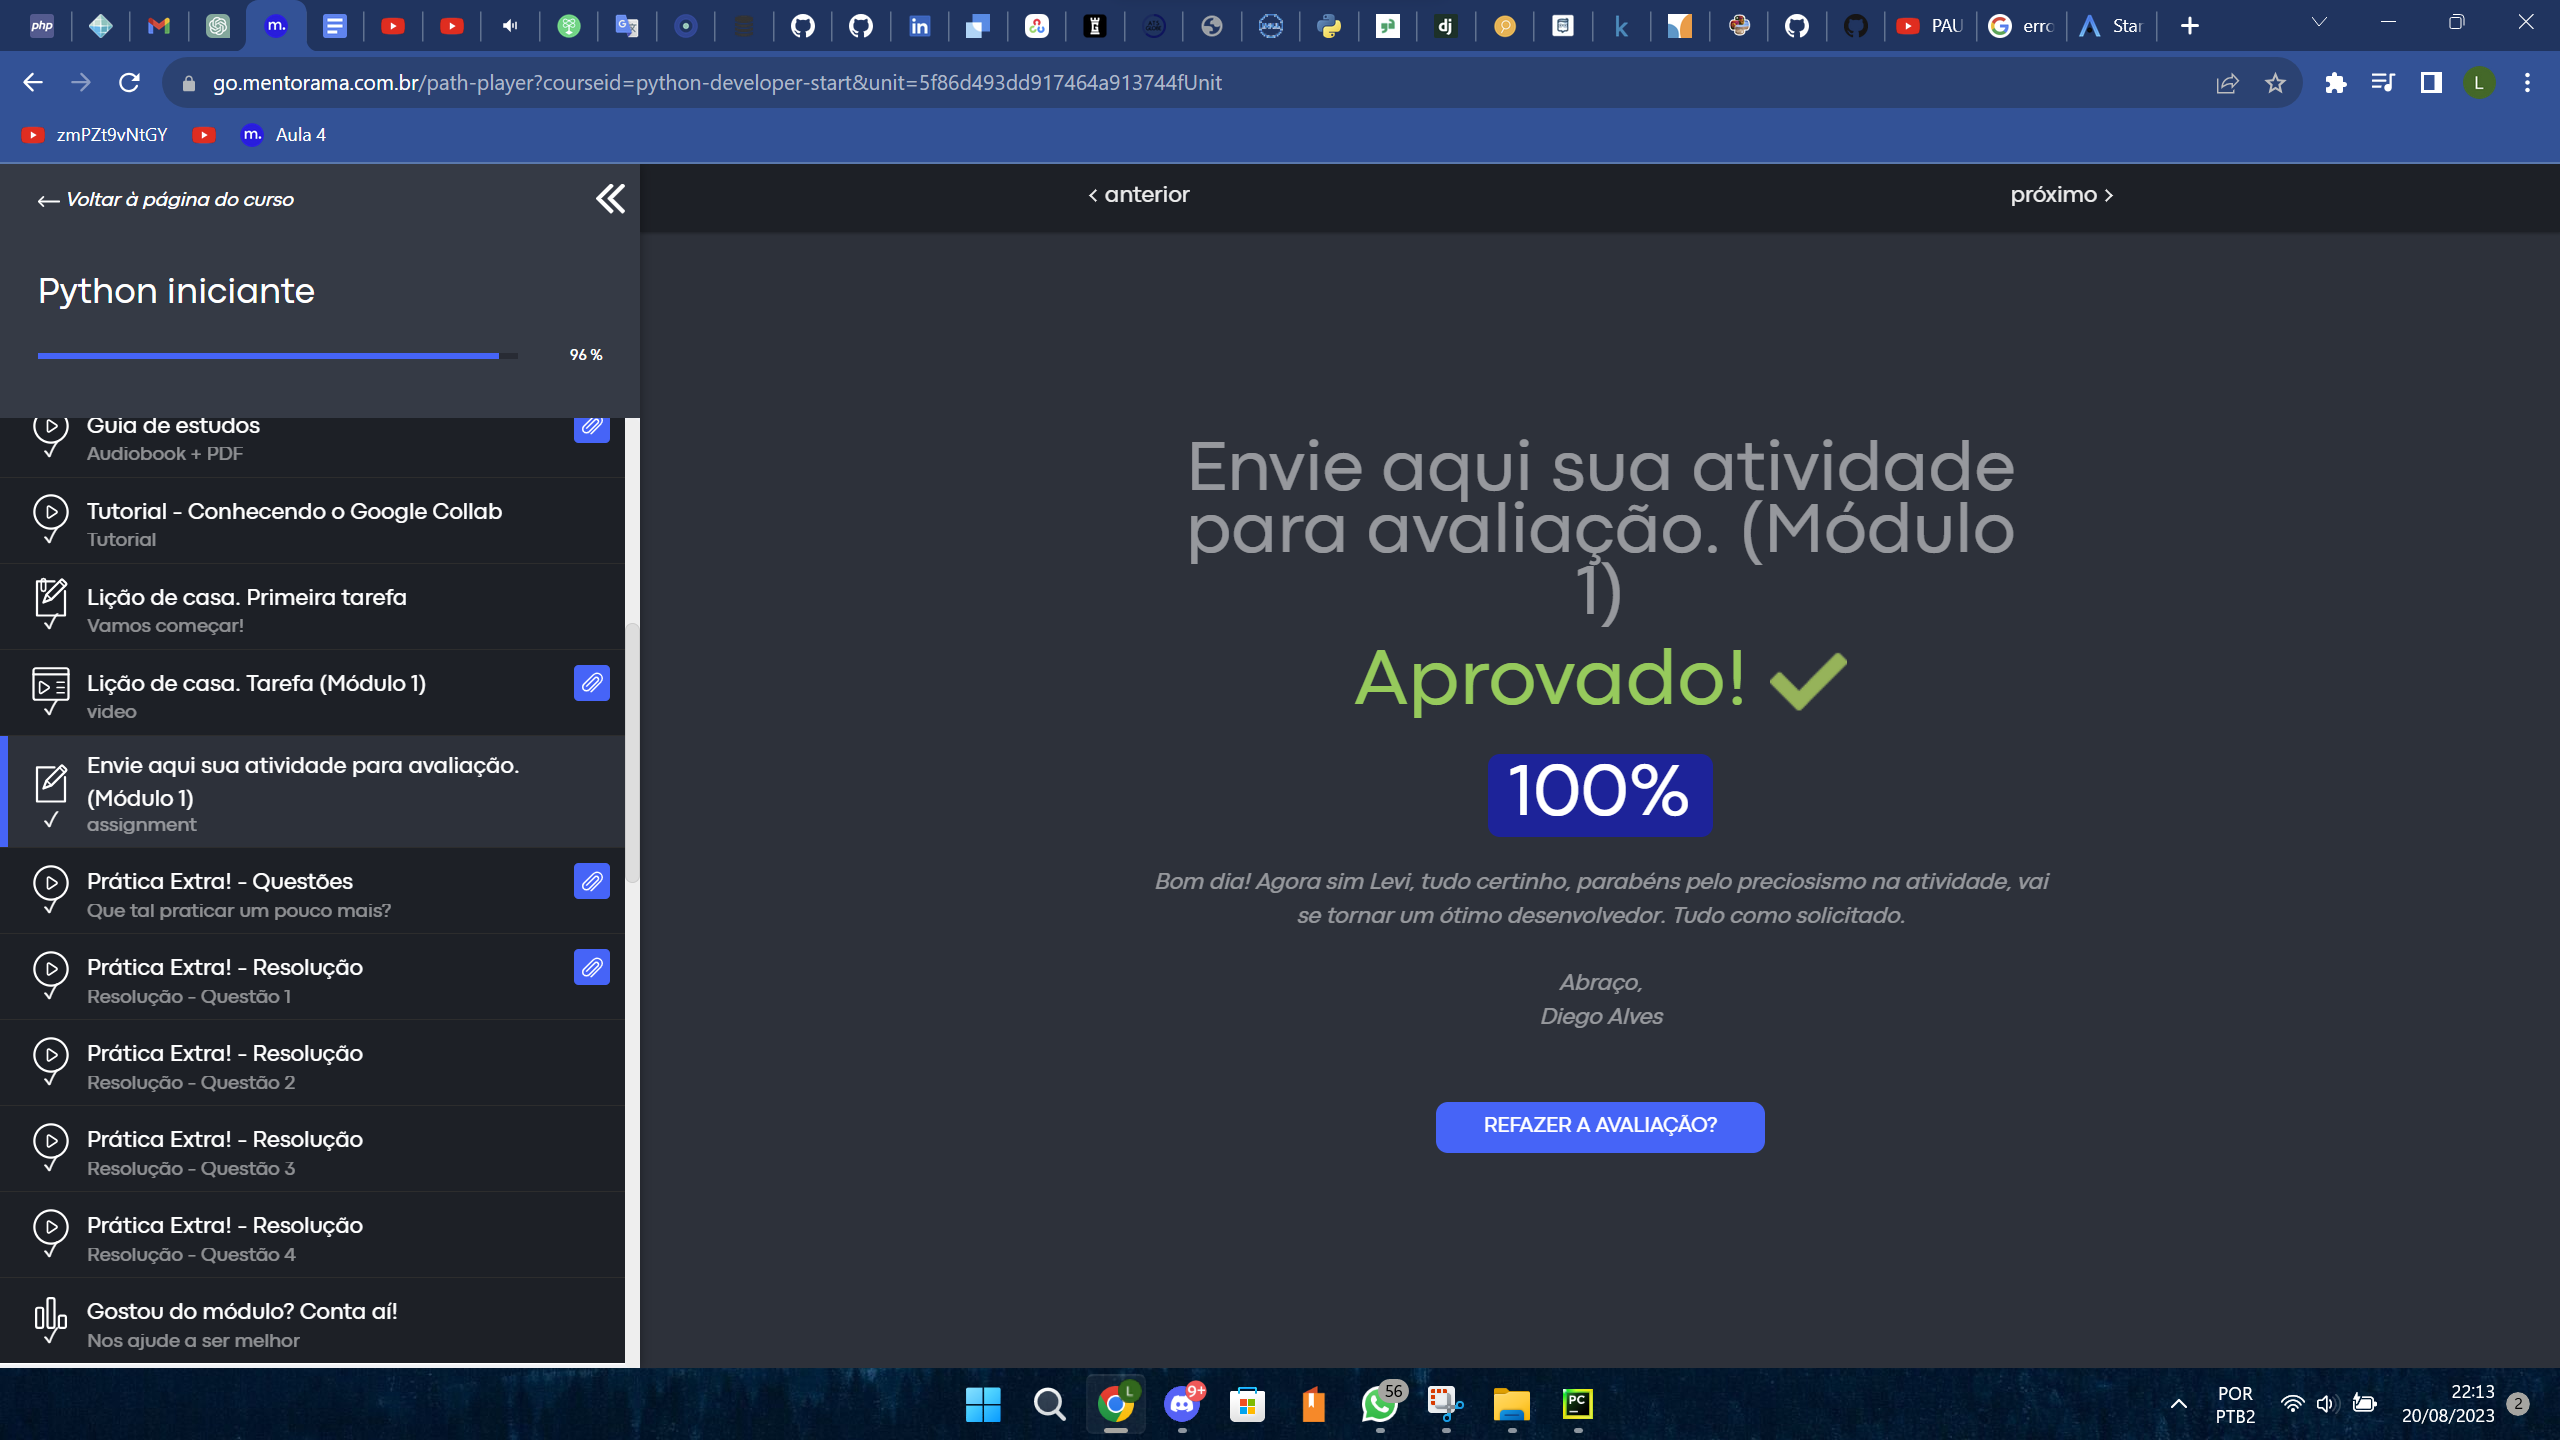 php
m.
PAU
erro
dj
k
Star
go.mentorama.com.br/path-player?courseid=python-developer-start&unit=5f86d493dd917464a913744fUnit
L
zmPZt9vNtGY
m.
Aula 4
← Voltar à página do curso
Python iniciante
96 %
Guia de estudos
Audiobook + PDF
Tutorial - Conhecendo o Google Collab
Tutorial
Lição de casa. Primeira tarefa
Vamos começar!
Lição de casa. Tarefa (Módulo 1)
video
Envie aqui sua atividade para avaliação.
(Módulo 1)
assignment
Prática Extra! - Questões
Que tal praticar um pouco mais?
Prática Extra! - Resolução
Resolução - Questão 1
Prática Extra! - Resolução
Resolução - Questão 2
Prática Extra! - Resolução
Resolução - Questão 3
Prática Extra! - Resolução
Resolução - Questão 4
Gostou do módulo? Conta aí!
Nos ajude a ser melhor
‹ anterior
próximo ›
Envie aqui sua atividade
para avaliação. (Módulo
1)
Aprovado!
100%
Bom dia! Agora sim Levi, tudo certinho, parabéns pelo preciosismo na atividade, vai
se tornar um ótimo desenvolvedor. Tudo como solicitado.
Abraço,
Diego Alves
REFAZER A AVALIAÇÃO?
L
9+
56
PC
POR
PTB2
22:13
20/08/2023
2